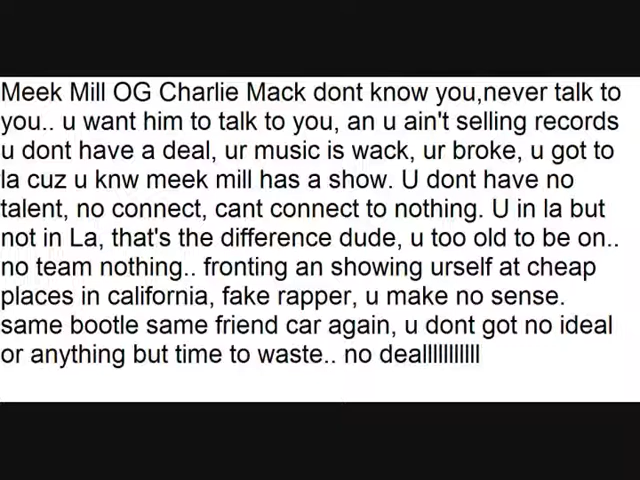 Meek Mill OG Charlie Mack dont know you,never talk to
you.. u want him to talk to you, an u ain't selling records
u dont have a deal, ur music is wack, ur broke, u got to
la cuz u knw meek mill has a show. U dont have no
talent, no connect, cant connect to nothing. U in la but
not in La, that's the difference dude, u too old to be on..
no team nothing.. fronting an showing urself at cheap
places in california, fake rapper, u make no sense.
same bootle same friend car again, u dont got no ideal
or anything but time to waste.. no deallllllllllll